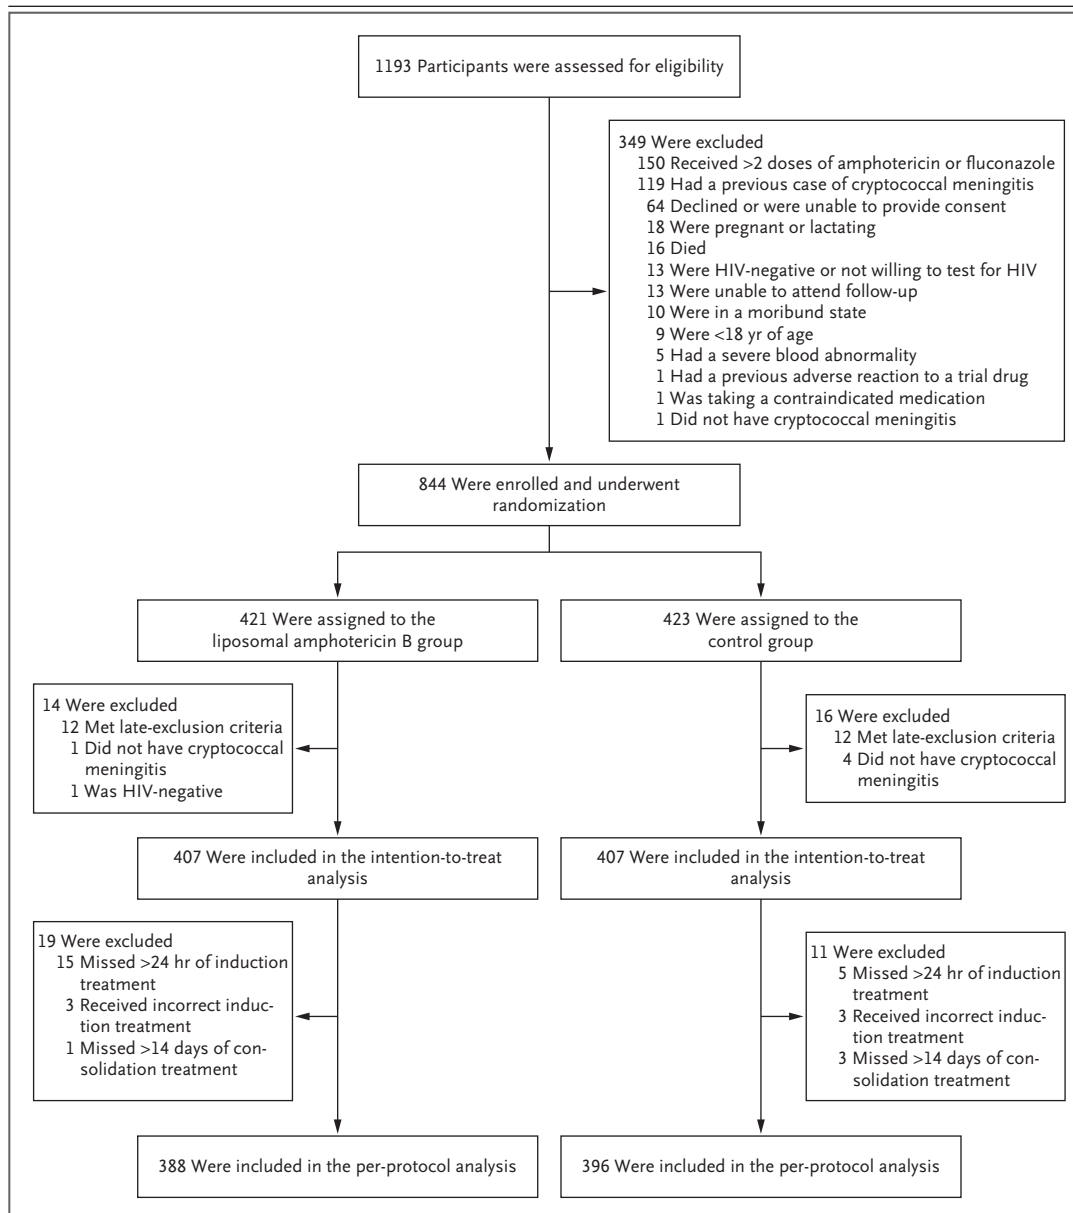 1193 Participants were assessed for eligibility
349 Were excluded
150 Received >2 doses of amphotericin or fluconazole
119 Had a previous case of cryptococcal meningitis
64 Declined or were unable to provide consent
18 Were pregnant or lactating
16 Died
13 Were HIV-negative or not willing to test for HIV
13 Were unable to attend follow-up
10 Were in a moribund state
9 Were <18 yr of age
5 Had a severe blood abnormality
1 Had a previous adverse reaction to a trial drug
1 Was taking a contraindicated medication
1 Did not have cryptococcal meningitis
844 Were enrolled and underwent
randomization
421 Were assigned to the
liposomal amphotericin B group
423 Were assigned to the
control group
14 Were excluded
12 Met late-exclusion criteria
1 Did not have cryptococcal
meningitis
1 Was HIV-negative
16 Were excluded
12 Met late-exclusion criteria
4 Did not have cryptococcal
meningitis
407 Were included in the intention-to-treat
analysis
407 Were included in the intention-to-treat
analysis
19 Were excluded
15 Missed >24 hr of induction
treatment
3 Received incorrect induc-
tion treatment
1 Missed >14 days of con-
solidation treatment
11 Were excluded
5 Missed >24 hr of induction
treatment
3 Received incorrect induc-
tion treatment
3 Missed >14 days of con-
solidation treatment
388 Were included in the per-protocol analysis
396 Were included in the per-protocol analysis